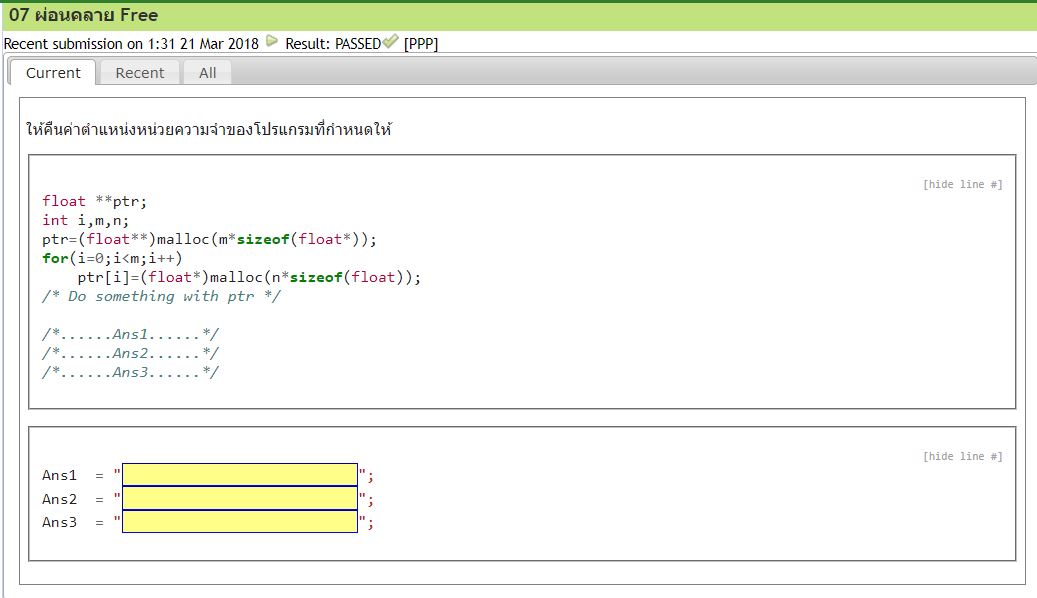 07 ผ่อนคลาย Free
Recent submission on 1:31 21 Mar 2018 Result: PASSED [PPP]
Current Recent All
ให้คืนค่าตำแหน่งหน่วยความจำของโปรแกรมที่กำหนดให้
[hide line #]
float **ptr;
int i,m,n;
ptr=(float**)malloc(m*sizeof(float*));
for(i=0;i<m;i++)
    ptr[i]=(float*)malloc(n*sizeof(float));
/* Do something with ptr */
/*......Ans1......*/
/*......Ans2......*/
/*......Ans3......*/
[hide line #]
Ans1 = "";
Ans2 = "";
Ans3 = "";